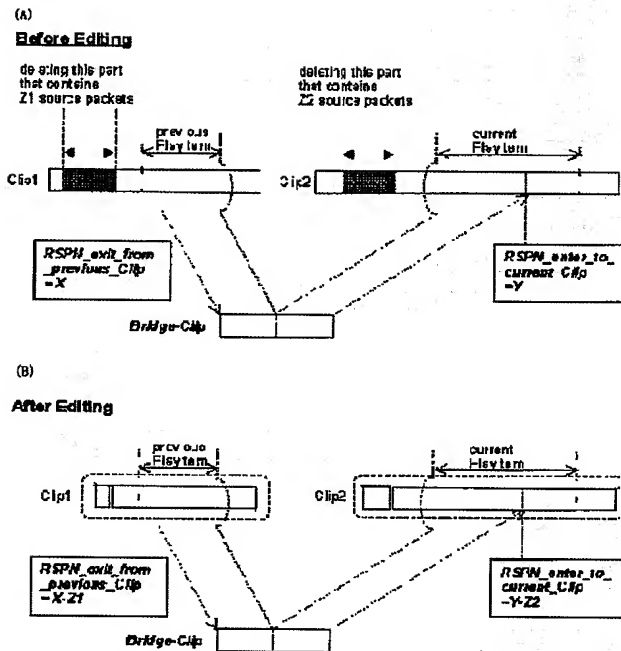 (A)
Before Editing
deleting this part
that contains
Z1 source packets
deleting this part
that contains
Z2 source packets
previous
PlayItem
current
PlayItem
Clip1
Clip2
RSPN_exit_from
_previous_Clip
=X
RSPN_enter_to_
current_Clip
=Y
Bridge-Clip
(B)
After Editing
previous
PlayItem
current
PlayItem
Clip1
Clip2
RSPN_exit_from
_previous_Clip
=X-Z1
RSPN_enter_to_
current_Clip
=Y-Z2
Bridge-Clip